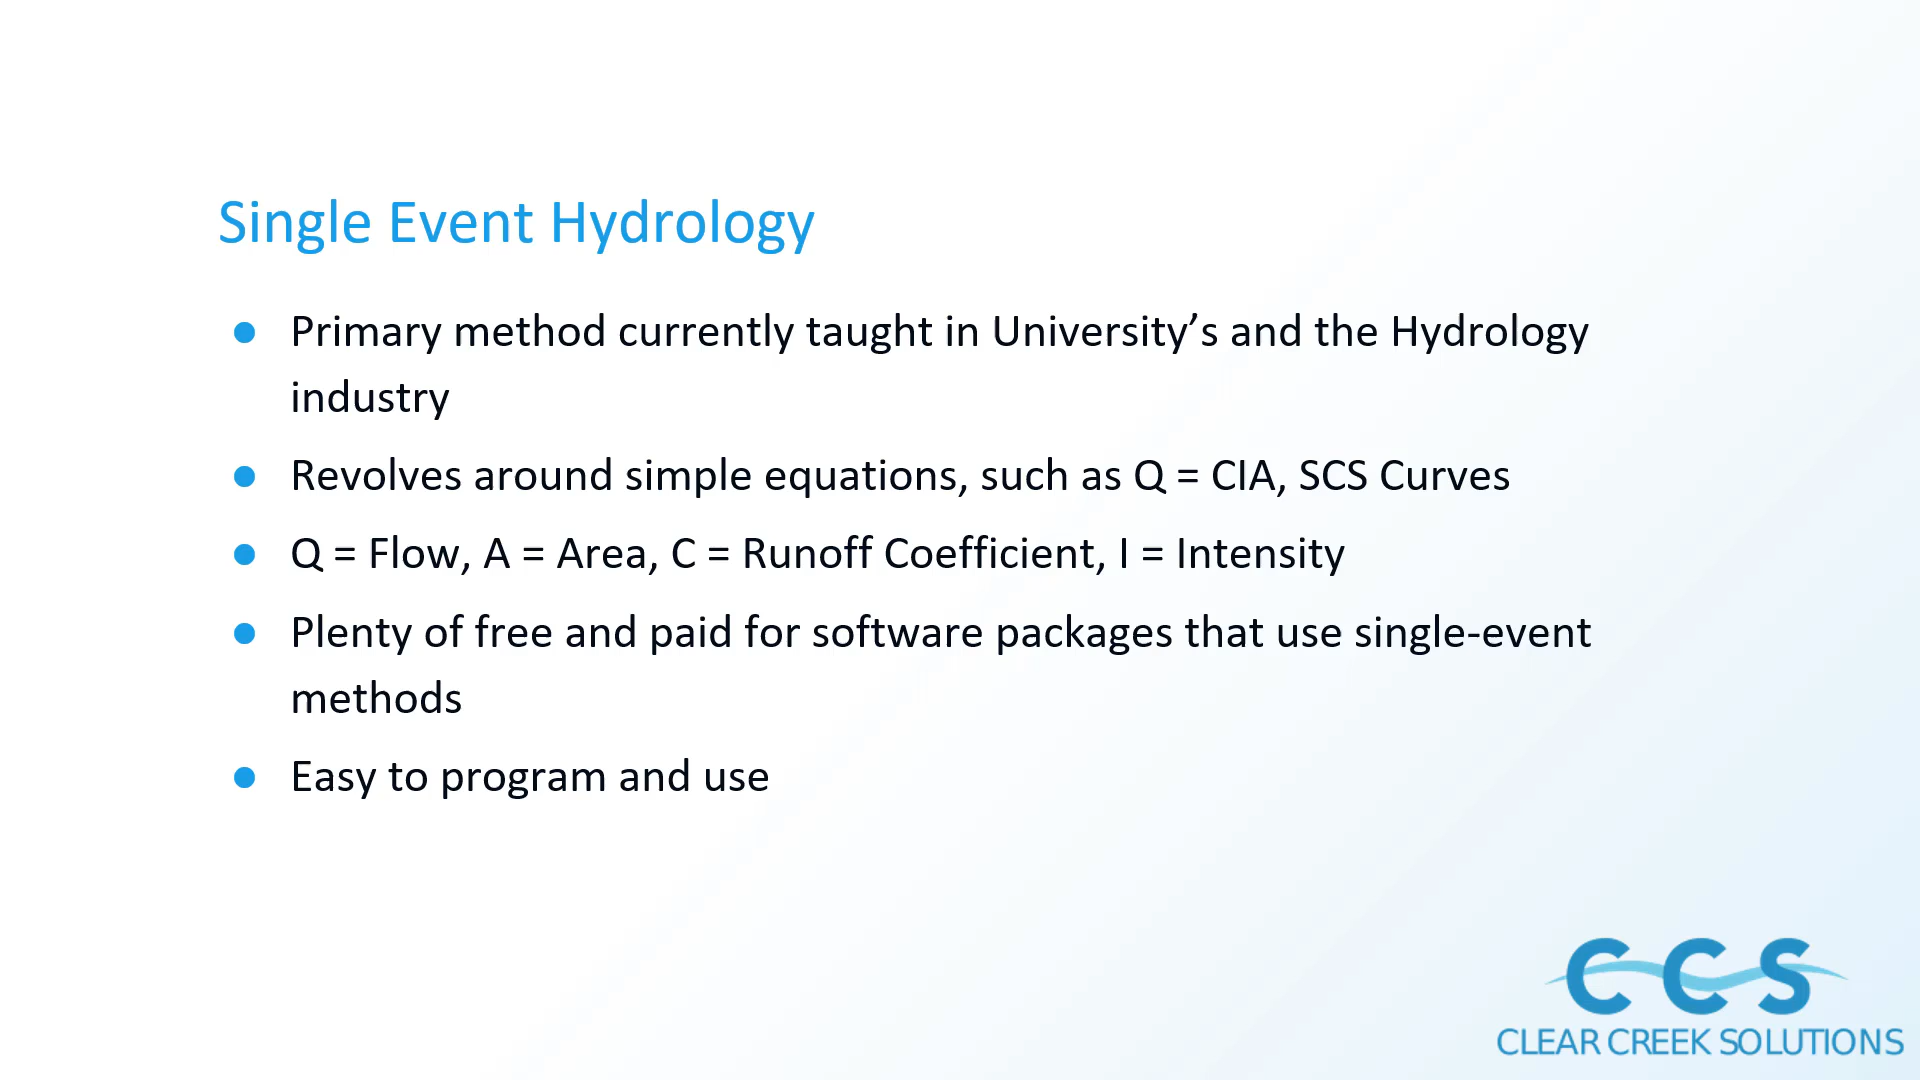 Single Event Hydrology
● Primary method currently taught in University’s and the Hydrology
industry
● Revolves around simple equations, such as Q = CIA, SCS Curves
● Q = Flow, A = Area, C = Runoff Coefficient, I = Intensity
● Plenty of free and paid for software packages that use single-event
methods
● Easy to program and use
CCS
CLEAR CREEK SOLUTIONS